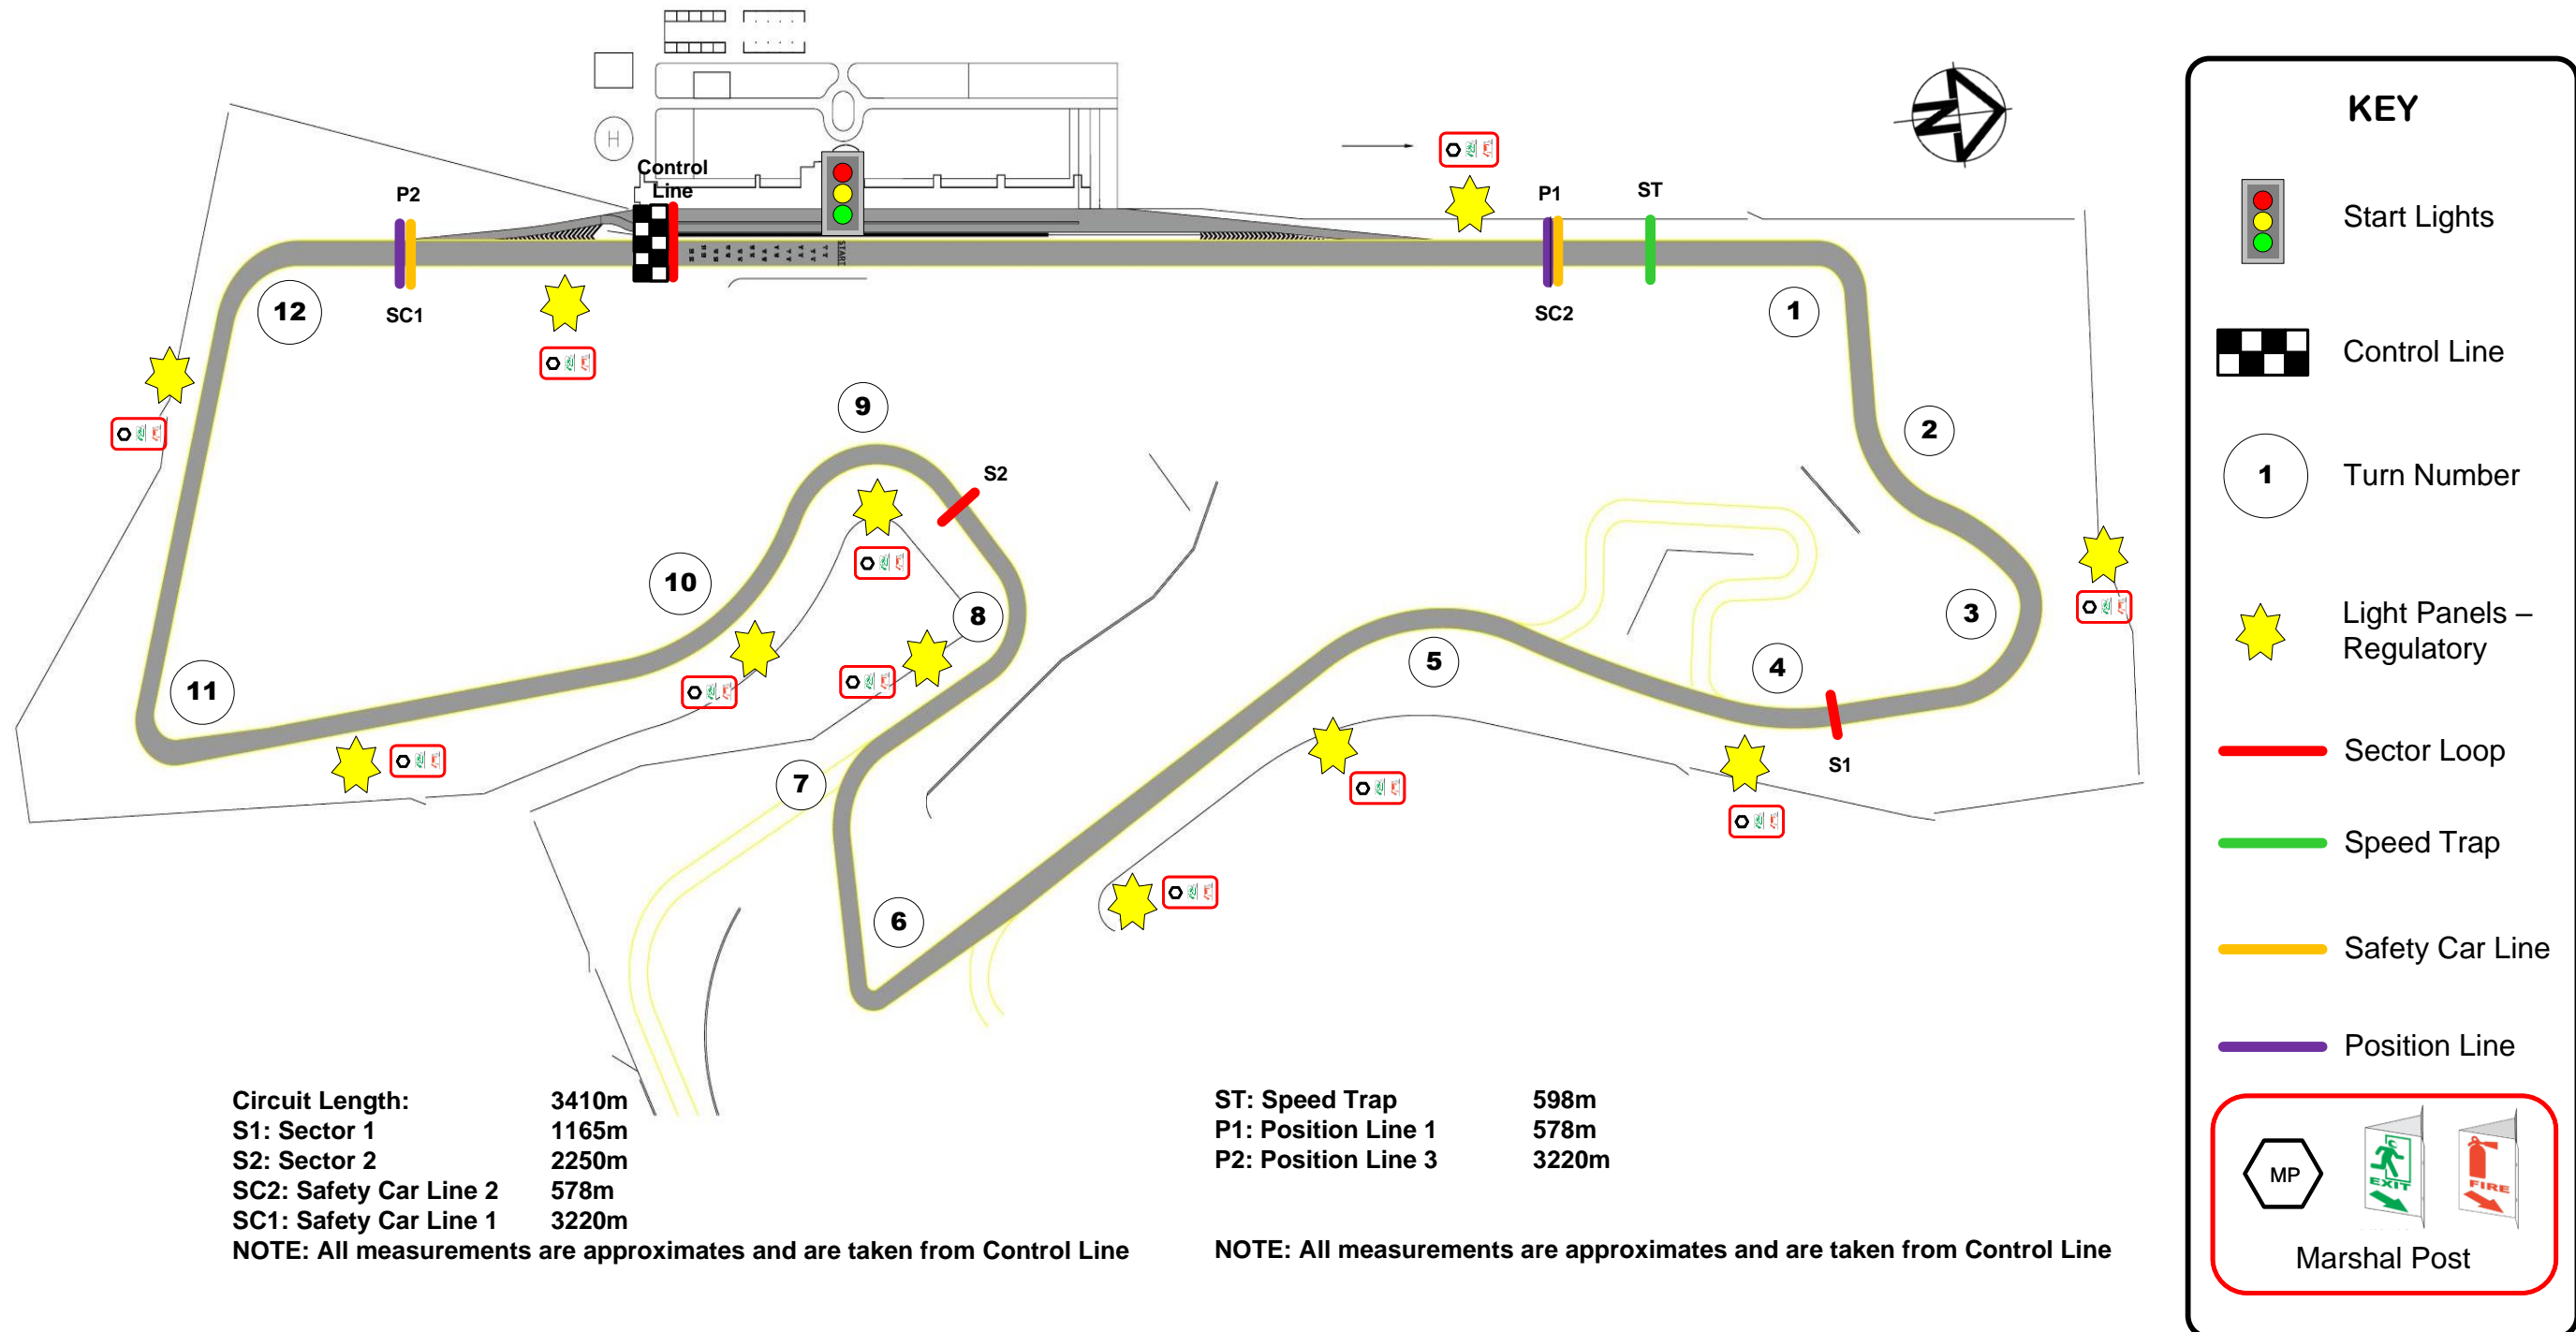 H
Control
Line
P2
SC1
START
P1
SC2
ST
N
1
2
3
4
5
6
7
8
9
10
11
12
S1
S2
Circuit Length: 3410m
S1: Sector 1 1165m
S2: Sector 2 2250m
SC2: Safety Car Line 2 578m
SC1: Safety Car Line 1 3220m
NOTE: All measurements are approximates and are taken from Control Line
ST: Speed Trap 598m
P1: Position Line 1 578m
P2: Position Line 3 3220m
NOTE: All measurements are approximates and are taken from Control Line
KEY
Start Lights
Control Line
1 Turn Number
Light Panels –
Regulatory
Sector Loop
Speed Trap
Safety Car Line
Position Line
MP
EXIT
FIRE
Marshal Post